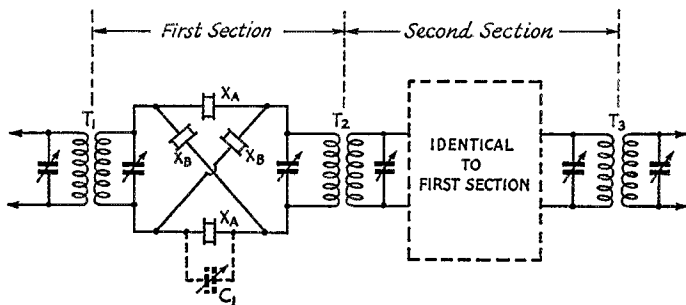 First Section
Second Section
T1
XA
XB
XB
XA
C1
T2
IDENTICAL
TO
FIRST SECTION
T3